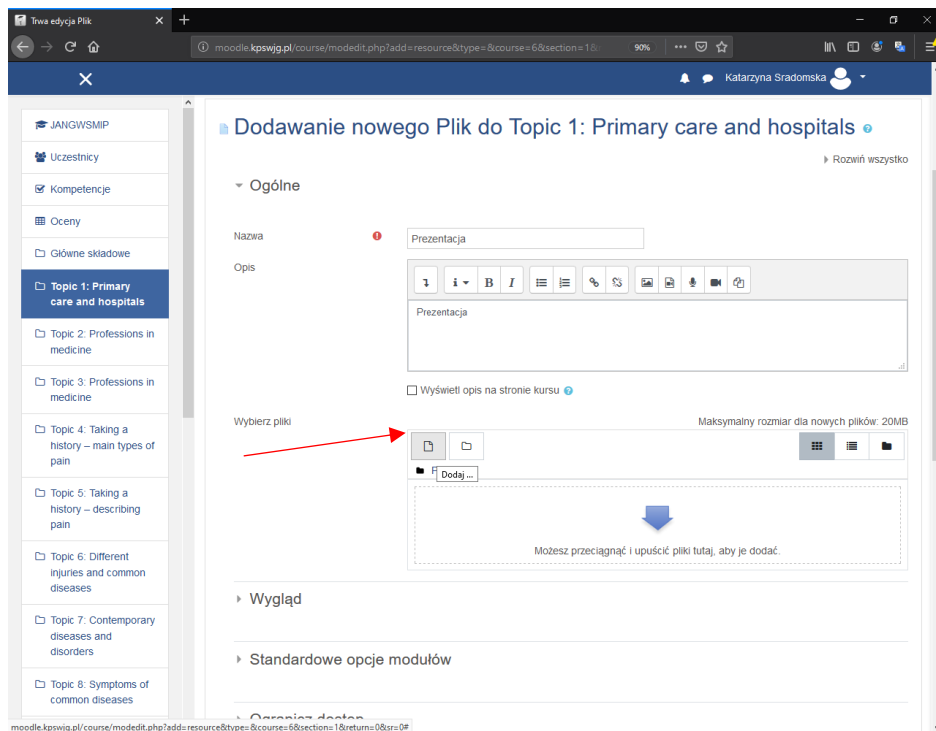 Trwa edycja Plik
moodle.kpswjg.pl/course/modedit.php?add=resource&type=&course=6&section=1&
90%
Katarzyna Sradomska
JANGWSMIP
Uczestnicy
Kompetencje
Oceny
Główne składowe
Topic 1: Primary
care and hospitals
Topic 2: Professions in
medicine
Topic 3: Professions in
medicine
Topic 4: Taking a
history – main types of
pain
Topic 5: Taking a
history – describing
pain
Topic 6: Different
injuries and common
diseases
Topic 7: Contemporary
diseases and
disorders
Topic 8: Symptoms of
common diseases
Dodawanie nowego Plik do Topic 1: Primary care and hospitals
Rozwiń wszystko
Ogólne
Nazwa
Prezentacja
Opis
B I
Prezentacja
Wyświetl opis na stronie kursu
Wybierz pliki
Maksymalny rozmiar dla nowych plików: 20MB
Dodaj ...
Możesz przeciągnąć i upuścić pliki tutaj, aby je dodać.
Wygląd
Standardowe opcje modułów
Ogranicz dostęp
moodle.kpswjg.pl/course/modedit.php?add=resource&type=&course=6&section=1&return=0&sr=0#